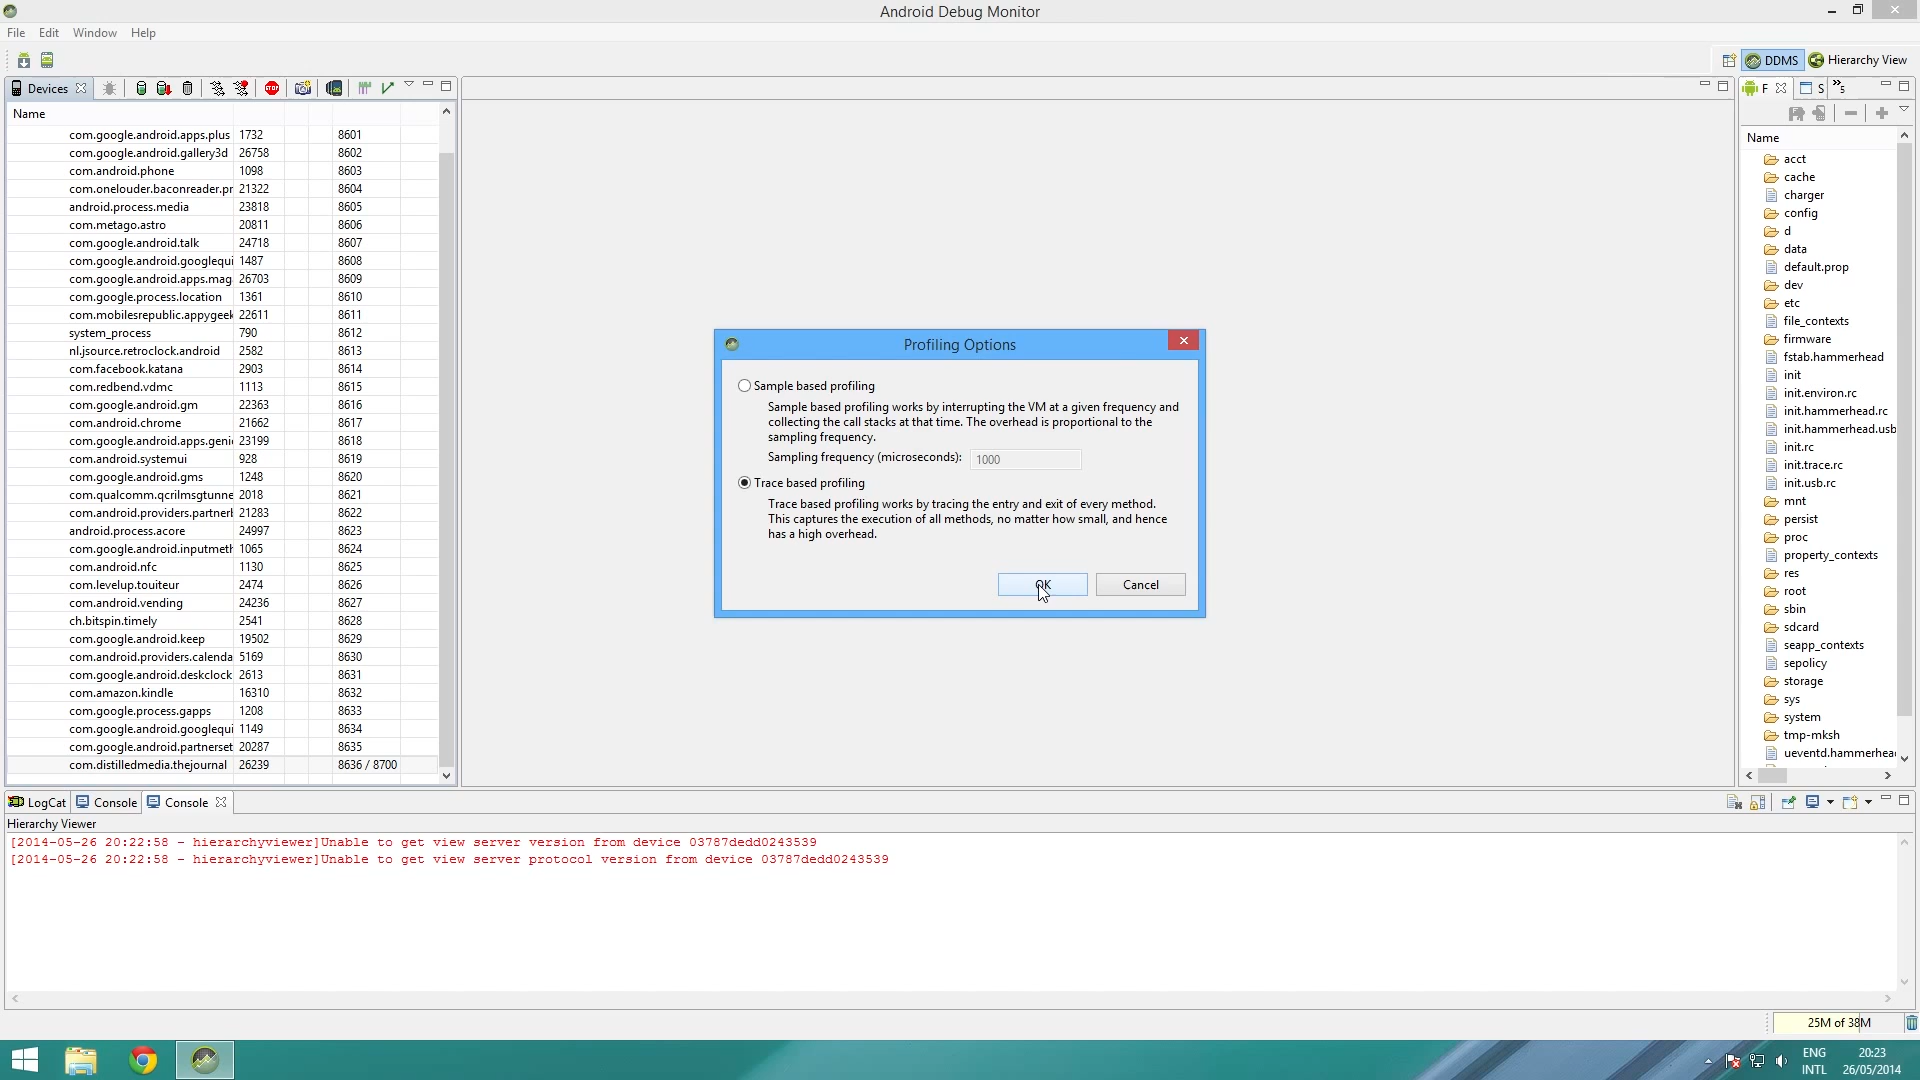 Android Debug Monitor
File Edit Window Help
DDMS Hierarchy View
Devices
F S 5
Name
com.google.android.apps.plus 1732 8601
com.google.android.gallery3d 26758 8602
com.android.phone 1098 8603
com.onelouder.baconreader.pr 21322 8604
android.process.media 23818 8605
com.metago.astro 20811 8606
com.google.android.talk 24718 8607
com.google.android.googlequi 1487 8608
com.google.android.apps.mag 26703 8609
com.google.process.location 1361 8610
com.mobilesrepublic.appygeek 22611 8611
system_process 790 8612
nl.jsource.retroclock.android 2582 8613
com.facebook.katana 2903 8614
com.redbend.vdmc 1113 8615
com.google.android.gm 22363 8616
com.android.chrome 21662 8617
com.google.android.apps.genie 23199 8618
com.android.systemui 928 8619
com.google.android.gms 1248 8620
com.qualcomm.qcrilmsgtunne 2018 8621
com.android.providers.partnerb 21283 8622
android.process.acore 24997 8623
com.google.android.inputmeth 1065 8624
com.android.nfc 1130 8625
com.levelup.touiteur 2474 8626
com.android.vending 24236 8627
ch.bitspin.timely 2541 8628
com.google.android.keep 19502 8629
com.android.providers.calenda 5169 8630
com.google.android.deskclock 2613 8631
com.amazon.kindle 16310 8632
com.google.process.gapps 1208 8633
com.google.android.googlequi 1149 8634
com.google.android.partnerset 20287 8635
com.distilledmedia.thejournal 26239 8636 / 8700
Profiling Options
Sample based profiling
Sample based profiling works by interrupting the VM at a given frequency and
collecting the call stacks at that time. The overhead is proportional to the
sampling frequency.
Sampling frequency (microseconds): 1000
Trace based profiling
Trace based profiling works by tracing the entry and exit of every method.
This captures the execution of all methods, no matter how small, and hence
has a high overhead.
OK Cancel
Name
acct
cache
charger
config
d
data
default.prop
dev
etc
file_contexts
firmware
fstab.hammerhead
init
init.environ.rc
init.hammerhead.rc
init.hammerhead.usb
init.rc
init.trace.rc
init.usb.rc
mnt
persist
proc
property_contexts
res
root
sbin
sdcard
seapp_contexts
sepolicy
storage
sys
system
tmp-mksh
ueventd.hammerhea
LogCat Console Console
Hierarchy Viewer
[2014-05-26 20:22:58 - hierarchyviewer]Unable to get view server version from device 03787dedd0243539
[2014-05-26 20:22:58 - hierarchyviewer]Unable to get view server protocol version from device 03787dedd0243539
25M of 38M
ENG 20:23
INTL 26/05/2014